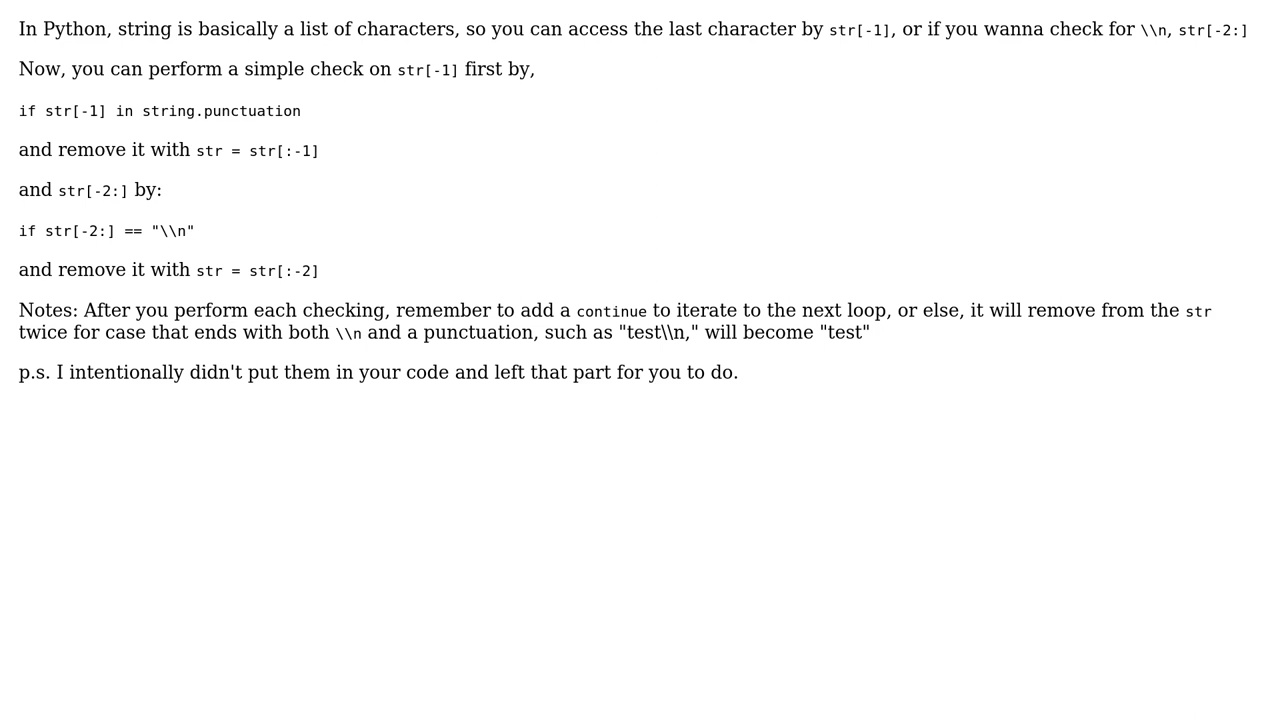 In Python, string is basically a list of characters, so you can access the last character by str[-1], or if you wanna check for \\n, str[-2:]
Now, you can perform a simple check on str[-1] first by,
if str[-1] in string.punctuation
and remove it with str = str[:-1]
and str[-2:] by:
if str[-2:] == "\\n"
and remove it with str = str[:-2]
Notes: After you perform each checking, remember to add a continue to iterate to the next loop, or else, it will remove from the str
twice for case that ends with both \\n and a punctuation, such as "test\\n," will become "test"
p.s. I intentionally didn't put them in your code and left that part for you to do.